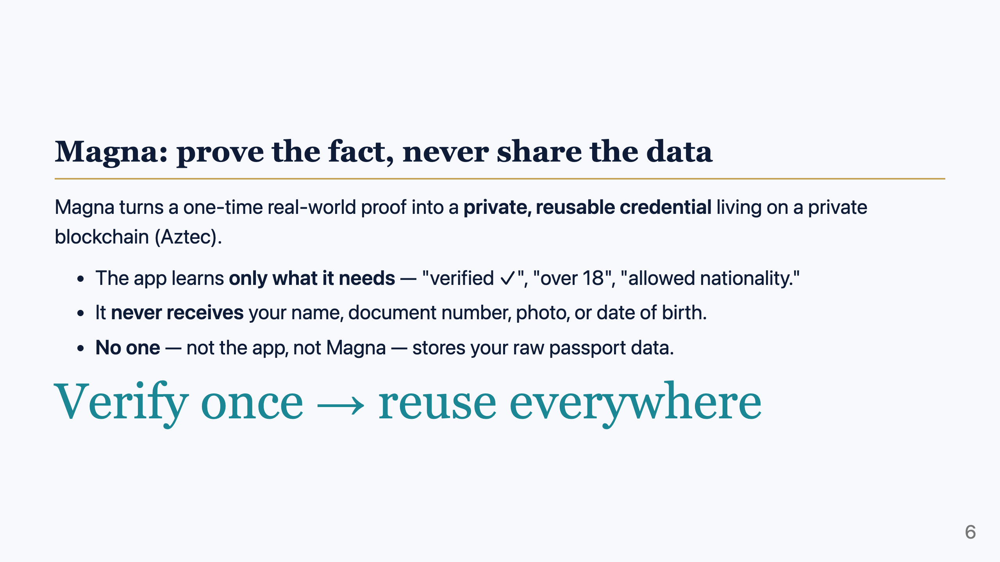 Magna: prove the fact, never share the data
Magna turns a one-time real-world proof into a private, reusable credential living on a private
blockchain (Aztec).
• The app learns only what it needs — "verified ✓", "over 18", "allowed nationality."
• It never receives your name, document number, photo, or date of birth.
• No one — not the app, not Magna — stores your raw passport data.
Verify once → reuse everywhere
6